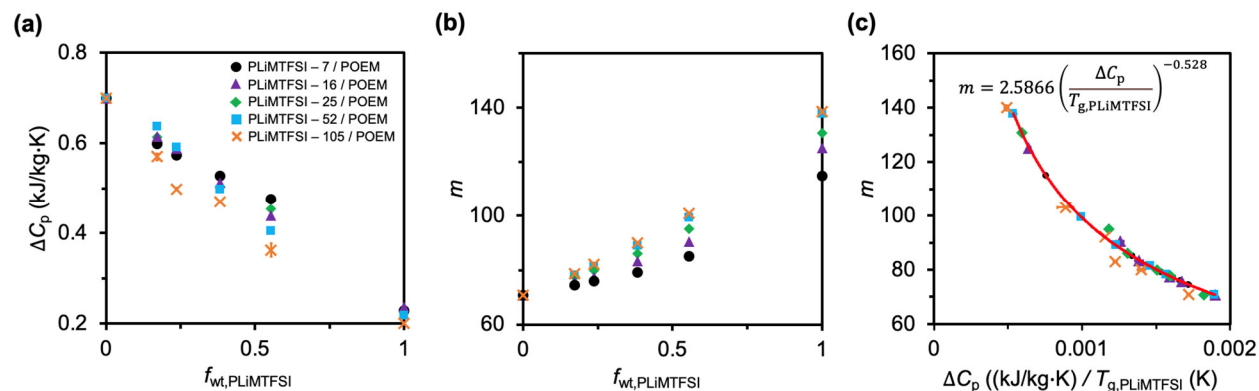 (a)
0.8
0.6
0.4
0.2
ΔCp (kJ/kg·K)
PLiMTFSI – 7 / POEM
PLiMTFSI – 16 / POEM
PLiMTFSI – 25 / POEM
PLiMTFSI – 52 / POEM
PLiMTFSI – 105 / POEM
0
0.5
1
fwt,PLiMTFSI
(b)
180
140
100
60
m
0
0.5
1
fwt,PLiMTFSI
(c)
160
140
120
100
80
60
m
m = 2.5866 (ΔCp / Tg,PLiMTFSI)^−0.528
0
0.001
0.002
ΔCp ((kJ/kg·K) / Tg,PLiMTFSI (K)